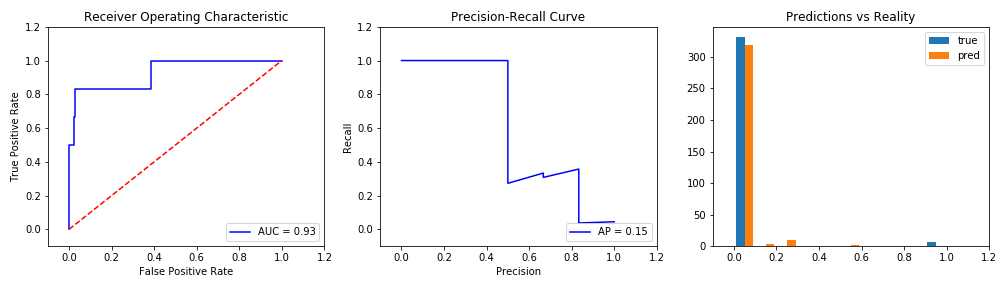 Receiver Operating Characteristic
1.2
1.0
0.8
0.6
0.4
0.2
0.0
True Positive Rate
AUC = 0.93
0.0 0.2 0.4 0.6 0.8 1.0 1.2
False Positive Rate
Precision-Recall Curve
1.2
1.0
0.8
0.6
0.4
0.2
0.0
Recall
AP = 0.15
0.0 0.2 0.4 0.6 0.8 1.0 1.2
Precision
Predictions vs Reality
true
pred
300
250
200
150
100
50
0
0.0 0.2 0.4 0.6 0.8 1.0 1.2